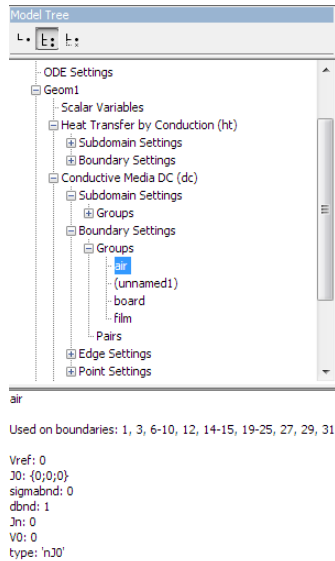 Model Tree
ODE Settings
Geom1
Scalar Variables
Heat Transfer by Conduction (ht)
Subdomain Settings
Boundary Settings
Conductive Media DC (dc)
Subdomain Settings
Groups
Boundary Settings
Groups
air
(unnamed1)
board
film
Pairs
Edge Settings
Point Settings
air
Used on boundaries: 1, 3, 6-10, 12, 14-15, 19-25, 27, 29, 31
Vref: 0
J0: {0;0;0}
sigmabnd: 0
dbnd: 1
Jn: 0
V0: 0
type: 'nJ0'